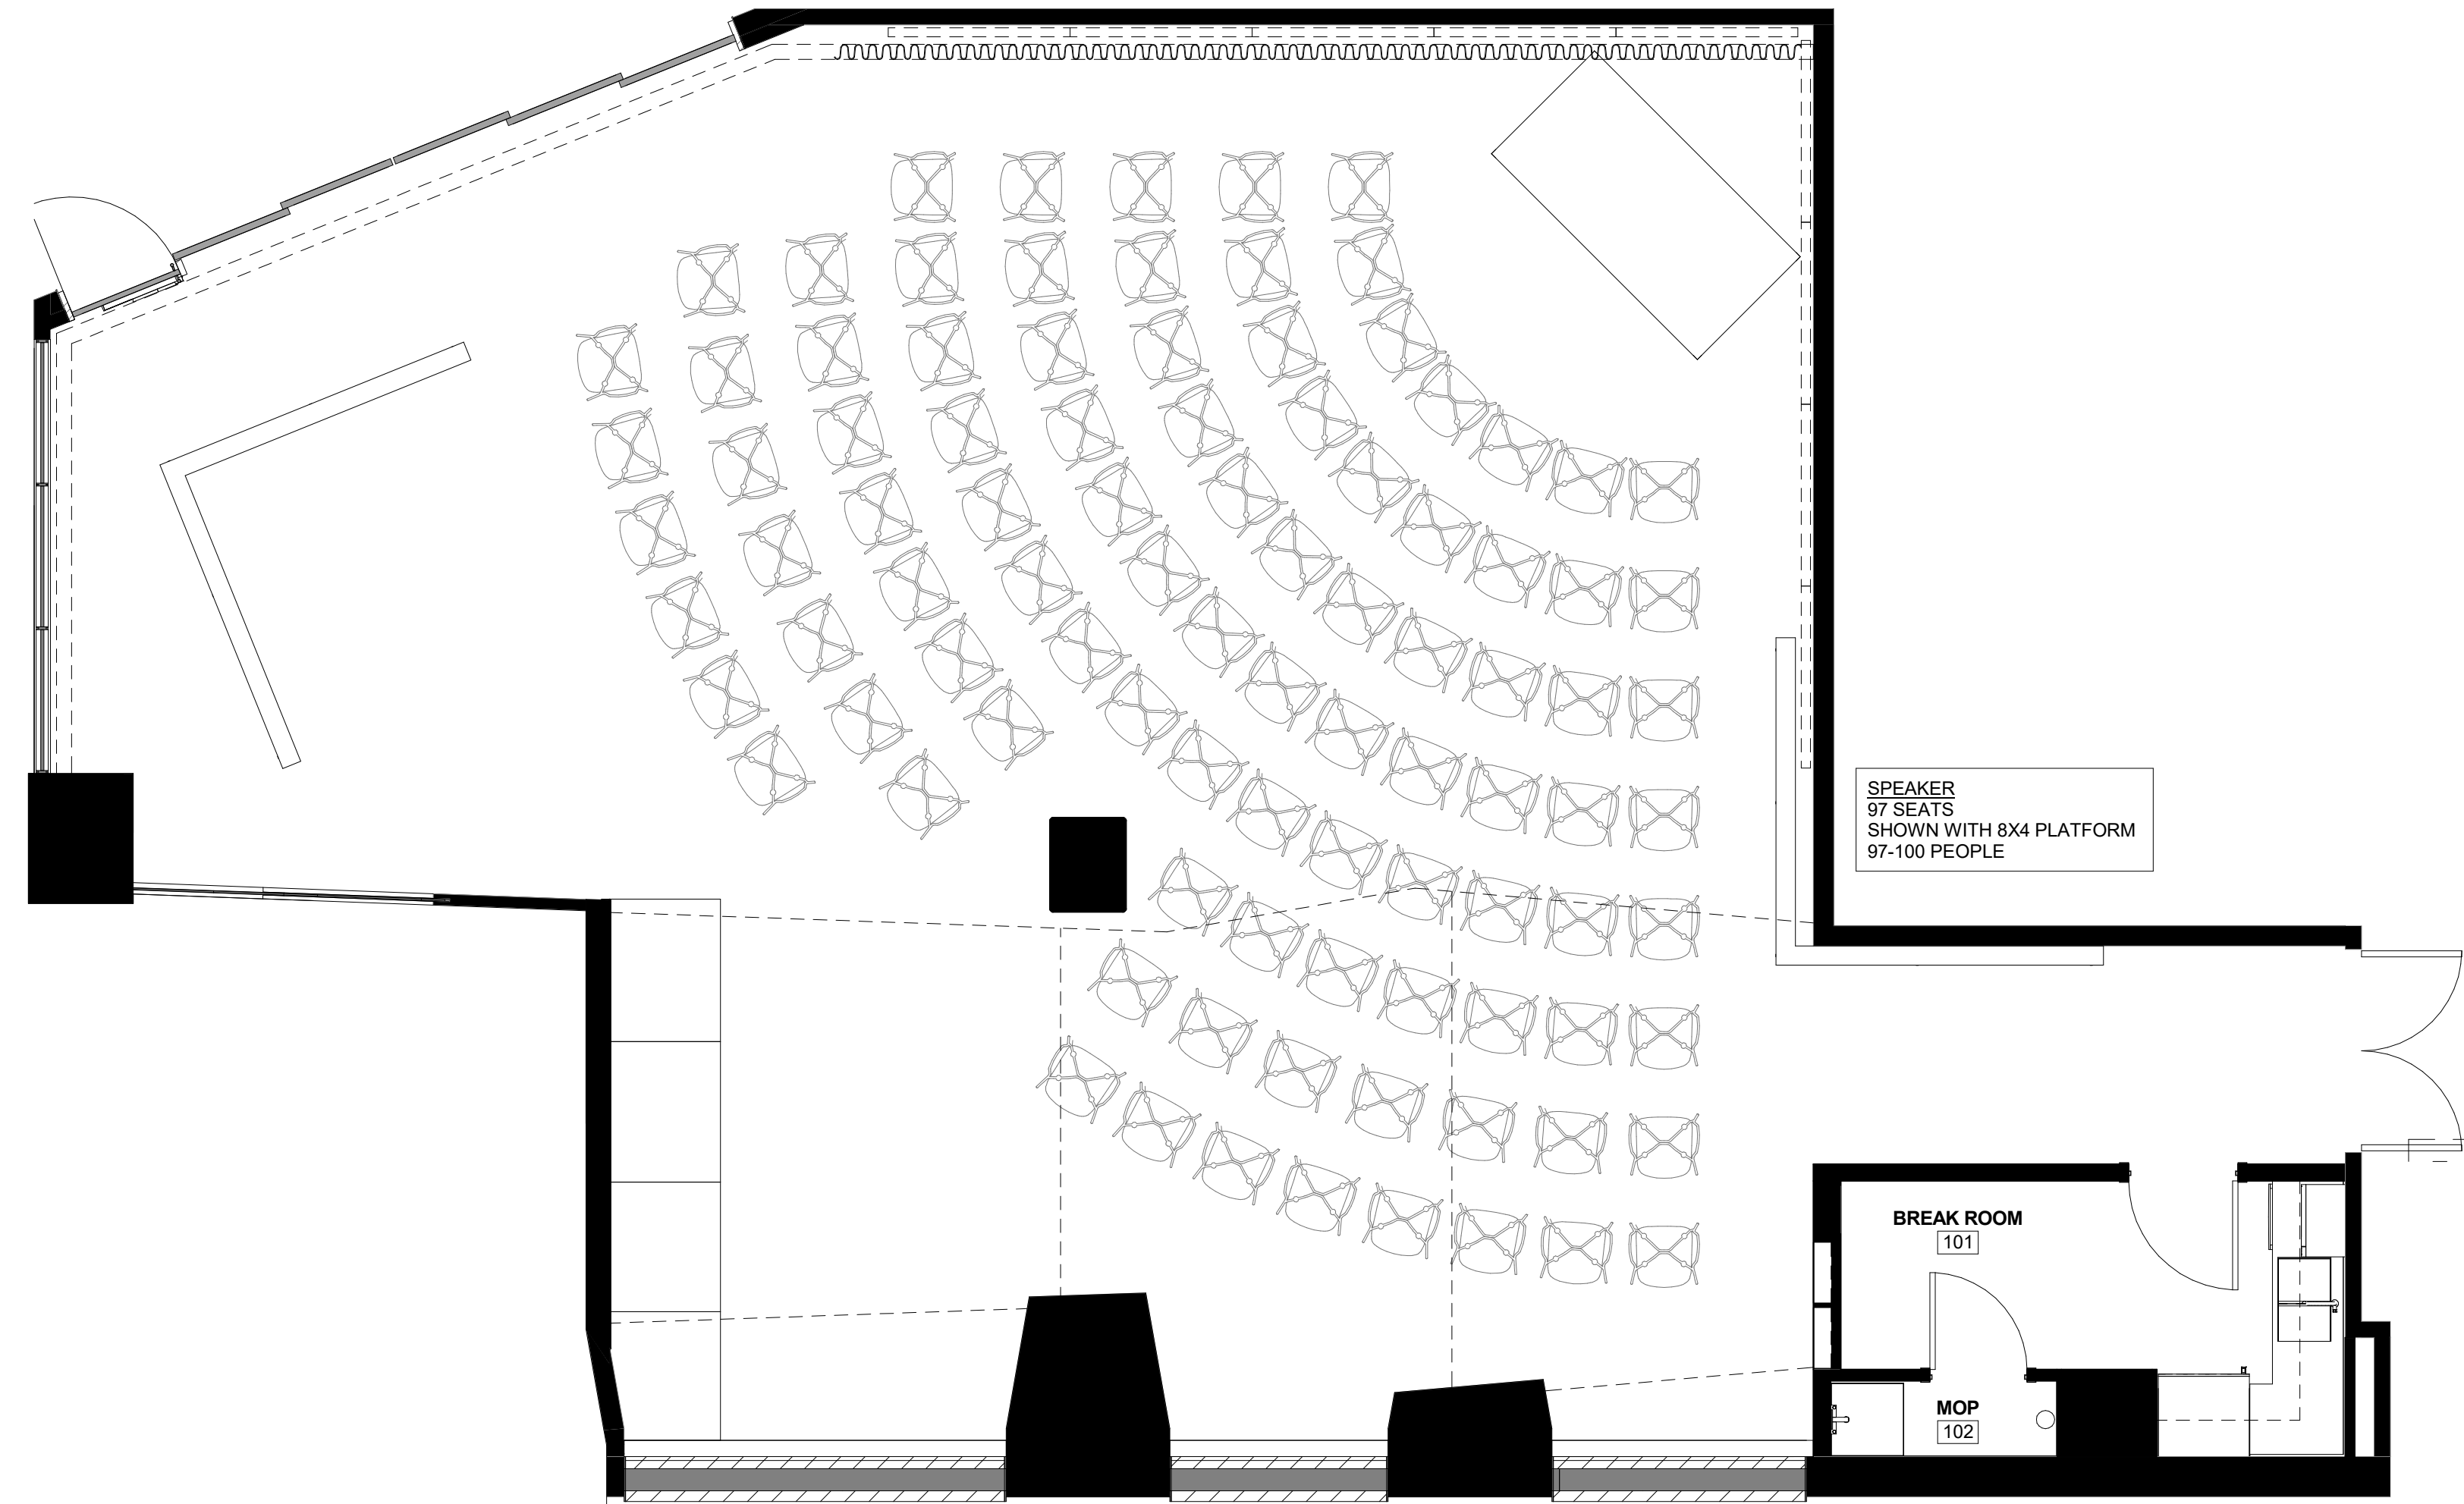 SPEAKER
97 SEATS
SHOWN WITH 8X4 PLATFORM
97-100 PEOPLE
BREAK ROOM
101
MOP
102